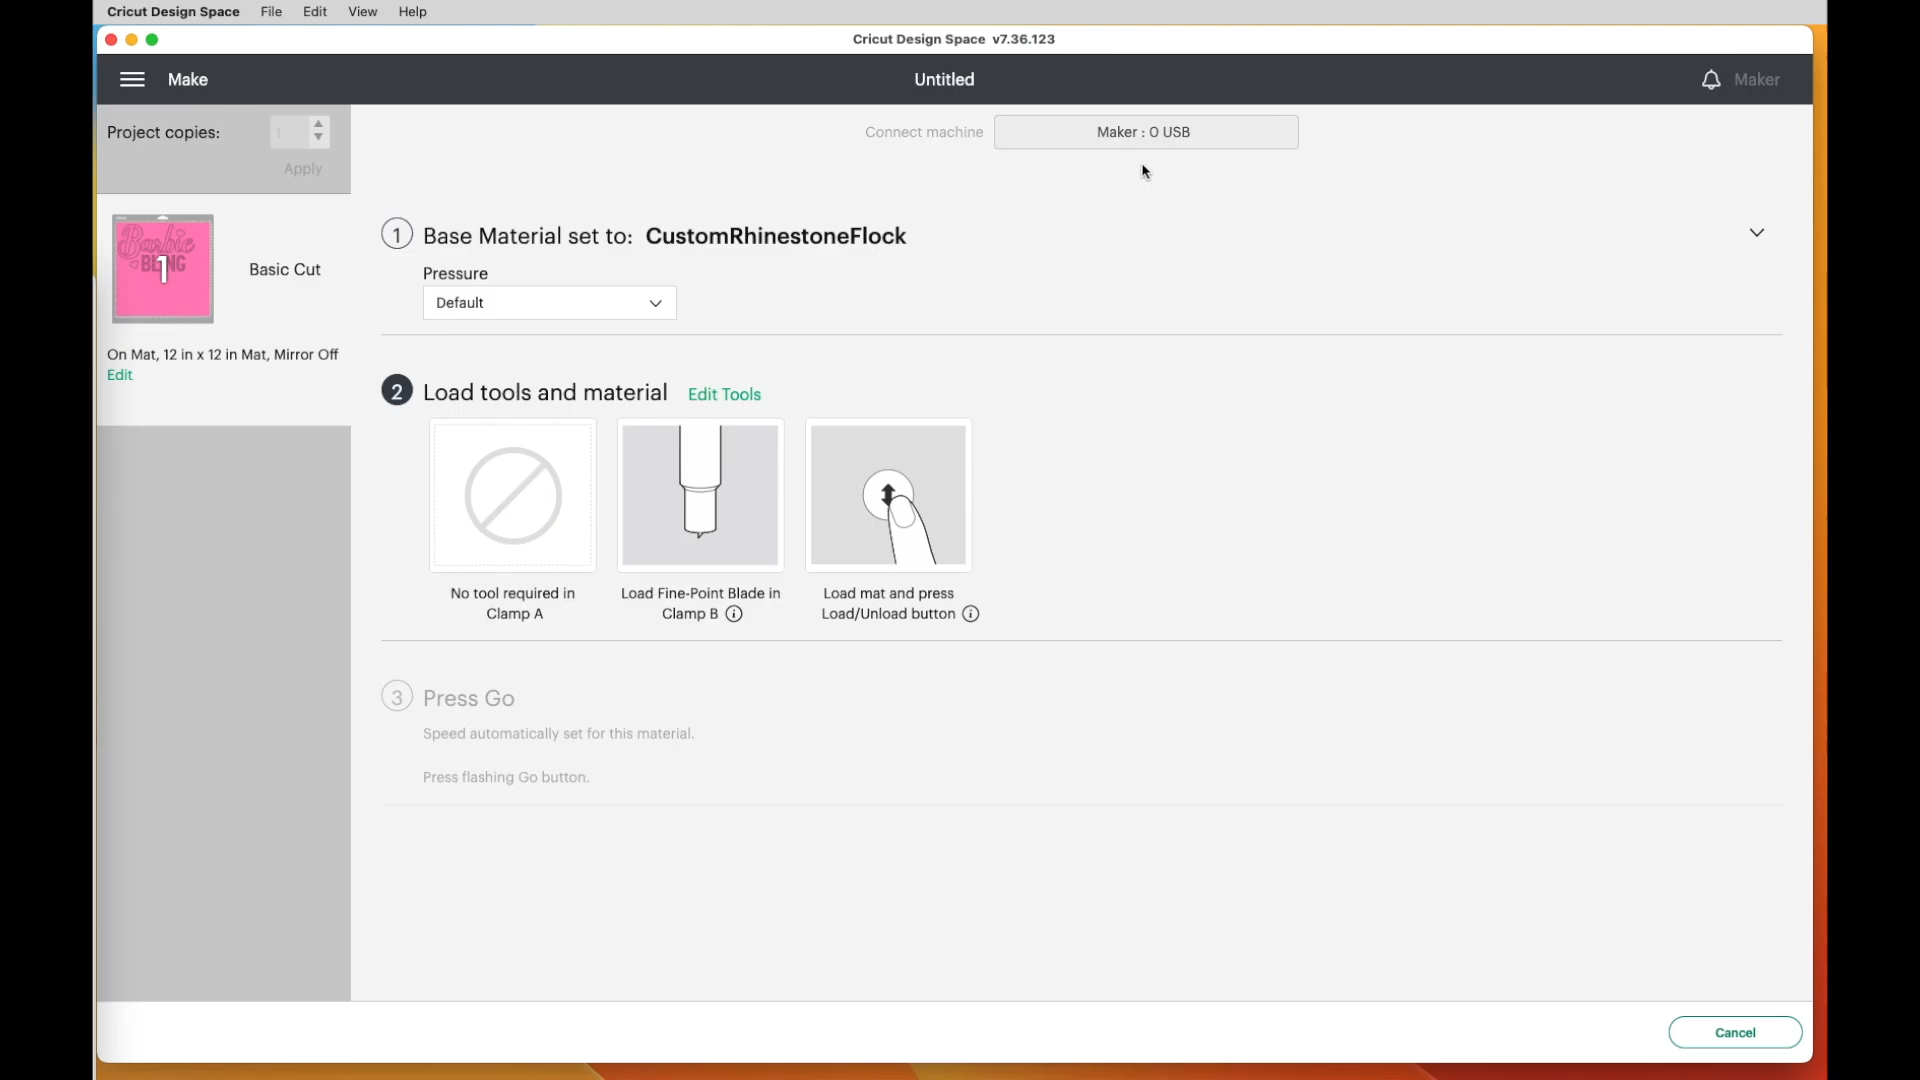 Cricut Design Space File Edit View Help
Cricut Design Space v7.36.123
Make
Untitled
Maker
Project copies: 1
Apply
Connect machine Maker : 0 USB
Barbie
BLING
1
Basic Cut
On Mat, 12 in x 12 in Mat, Mirror Off
Edit
1 Base Material set to: CustomRhinestoneFlock
Pressure
Default
2 Load tools and material Edit Tools
No tool required in
Clamp A
Load Fine-Point Blade in
Clamp B
Load mat and press
Load/Unload button
3 Press Go
Speed automatically set for this material.
Press flashing Go button.
Cancel